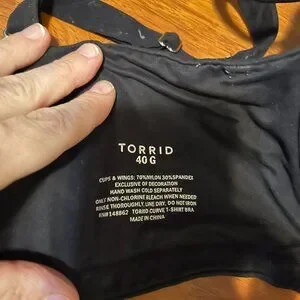 TORRID
40 G
CUPS & WINGS: 70%NYLON 30%SPANDEX
EXCLUSIVE OF DECORATION
HAND WASH COLD SEPARATELY
ONLY NON-CHLORINE BLEACH WHEN NEEDED
RINSE THOROUGHLY, LINE DRY, DO NOT IRON
RN# 148862 TORRID CURVE T-SHIRT BRA
MADE IN CHINA